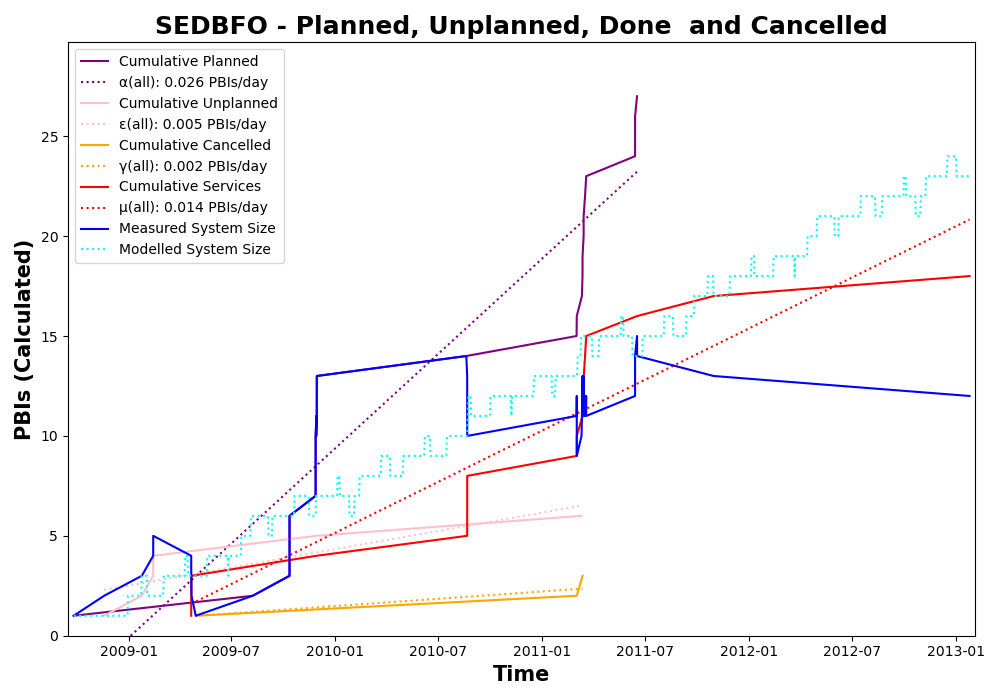 SEDBFO - Planned, Unplanned, Done  and Cancelled
Cumulative Planned
α(all): 0.026 PBIs/day
Cumulative Unplanned
ε(all): 0.005 PBIs/day
Cumulative Cancelled
γ(all): 0.002 PBIs/day
Cumulative Services
μ(all): 0.014 PBIs/day
Measured System Size
Modelled System Size
PBIs (Calculated)
25
20
15
10
5
0
2009-01 2009-07 2010-01 2010-07 2011-01 2011-07 2012-01 2012-07 2013-01
Time